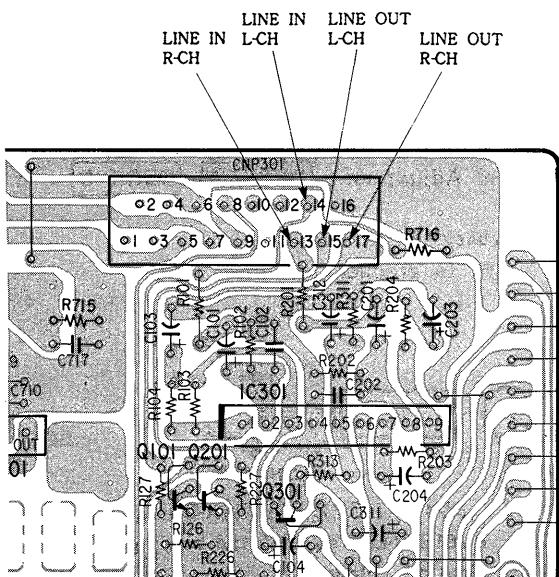 LINE IN R-CH
LINE IN L-CH
LINE OUT L-CH
LINE OUT R-CH
CNP301
2 4 6 8 10 12 14 16
1 3 5 7 9 11 13 15 17
R716
R715
C717
C710
OUT
01
C103
R101
C101
R102
C102
R201
C312
R311
C201
R204
C203
R202
C202
R104
R103
IC301
1 2 3 4 5 6 7 8 9
R203
C204
Q101 Q201
R127
R227
R313
Q301
C311
R126
R226
C104